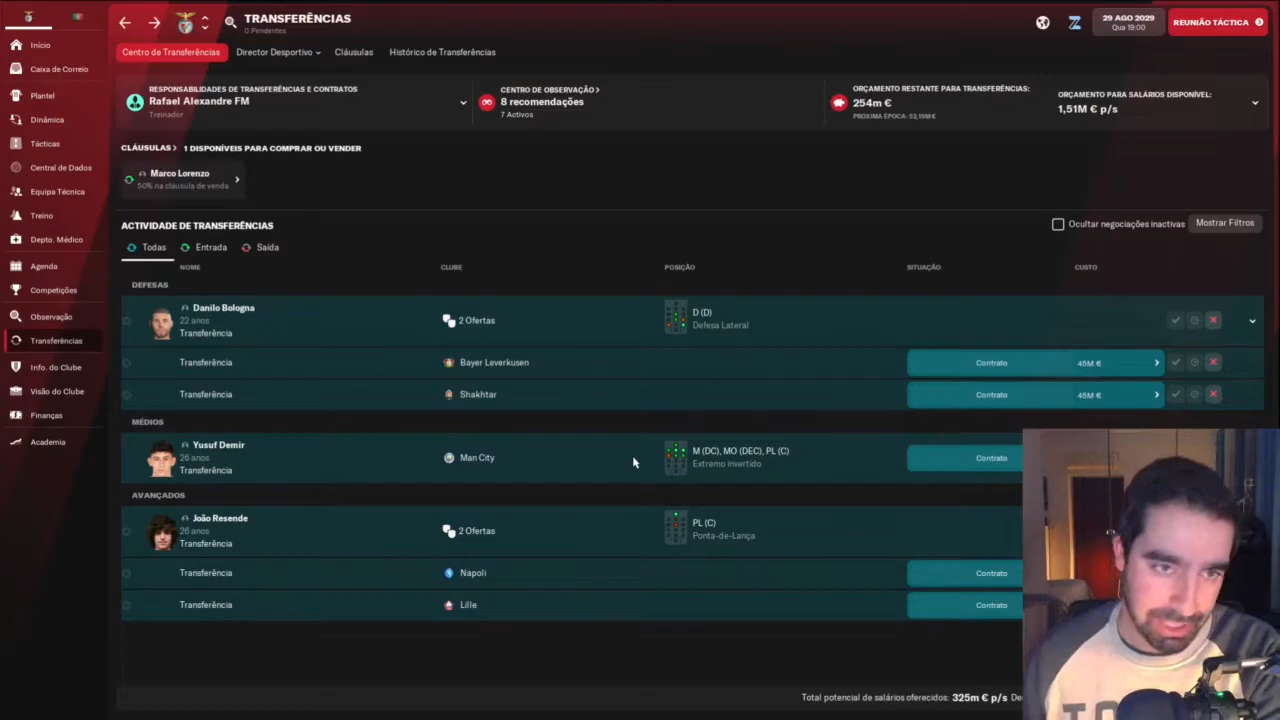 TRANSFERÊNCIAS
0 Pendentes
29 AGO 2029
Qua 19:00
REUNIÃO TÁCTICA
Centro de Transferências
Director Desportivo
Cláusulas
Histórico de Transferências
Início
Caixa de Correio
Plantel
Dinâmica
Tácticas
Central de Dados
Equipa Técnica
Treino
Depto. Médico
Agenda
Competições
Observação
Transferências
Info. do Clube
Visão do Clube
Finanças
Academia
RESPONSABILIDADES DE TRANSFERÊNCIAS E CONTRATOS
Rafael Alexandre FM
Treinador
CENTRO DE OBSERVAÇÃO >
8 recomendações
7 Activos
ORÇAMENTO RESTANTE PARA TRANSFERÊNCIAS:
254m €
PRÓXIMA ÉPOCA: 52,19M €
ORÇAMENTO PARA SALÁRIOS DISPONÍVEL:
1,51M € p/s
CLÁUSULAS > 1 DISPONÍVEIS PARA COMPRAR OU VENDER
Marco Lorenzo
50% na cláusula de venda
ACTIVIDADE DE TRANSFERÊNCIAS
Ocultar negociações inactivas
Mostrar Filtros
Todas
Entrada
Saída
NOME CLUBE POSIÇÃO SITUAÇÃO CUSTO
DEFESAS
Danilo Bologna
22 anos
Transferência
2 Ofertas
D (D)
Defesa Lateral
Transferência Bayer Leverkusen Contrato 45M €
Transferência Shakhtar Contrato 45M €
MÉDIOS
Yusuf Demir
26 anos
Transferência
Man City
M (DC), MO (DEC), PL (C)
Extremo invertido
Contrato
AVANÇADOS
João Resende
26 anos
Transferência
2 Ofertas
PL (C)
Ponta-de-Lança
Transferência Napoli Contrato
Transferência Lille Contrato
Total potencial de salários oferecidos: 325m € p/s De